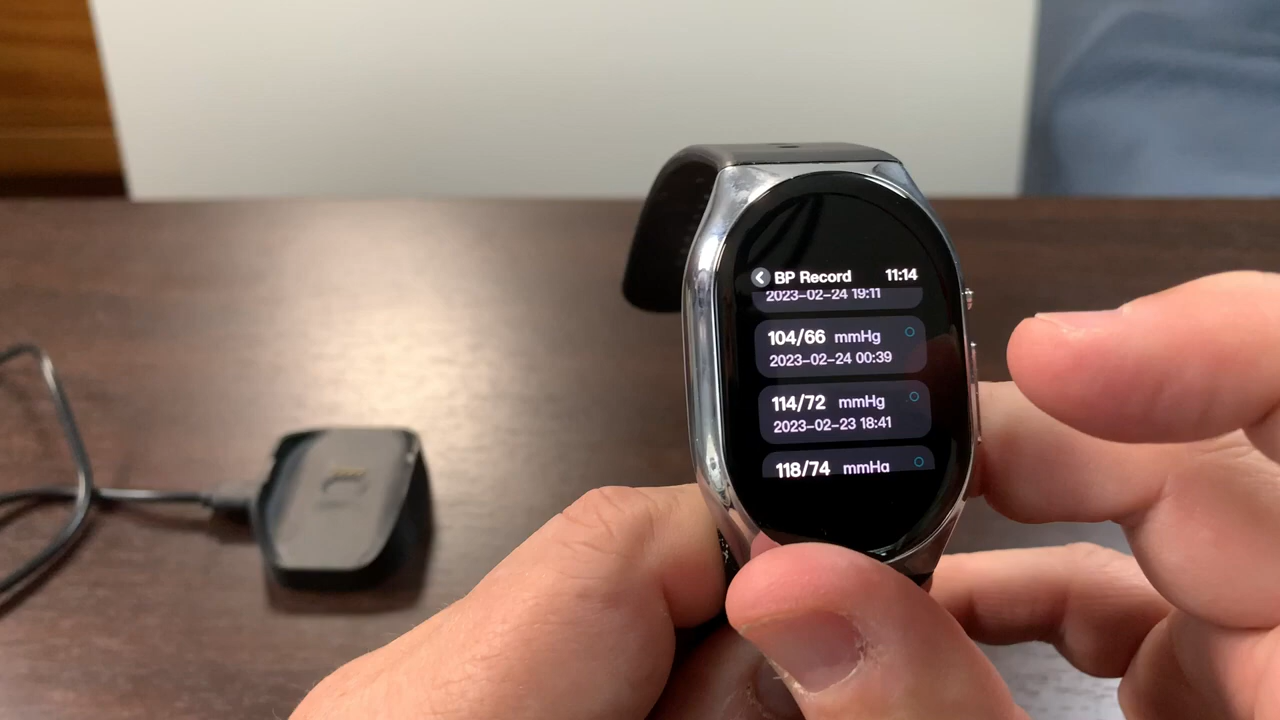 BP Record 11:14
2023-02-24 19:11
104/66 mmHg
2023-02-24 00:39
114/72 mmHg
2023-02-23 18:41
118/74 mmHg